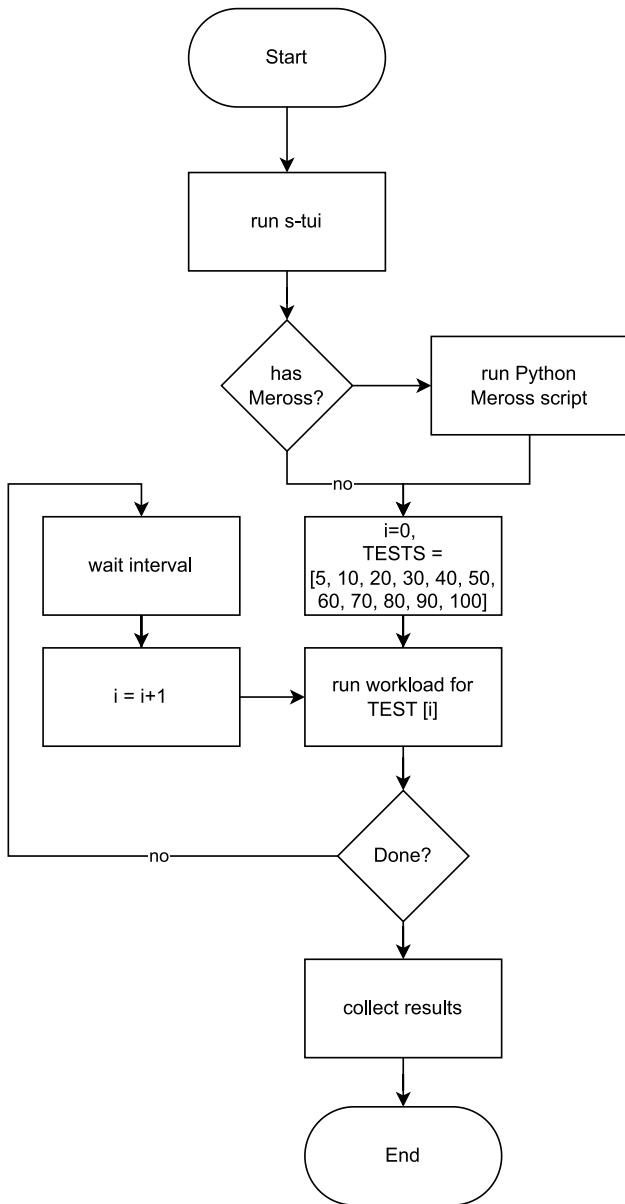 Start
run s-tui
has
Meross?
run Python
Meross script
no
i=0,
TESTS =
[5, 10, 20, 30, 40, 50,
60, 70, 80, 90, 100]
wait interval
i = i+1
run workload for
TEST [i]
no
Done?
collect results
End